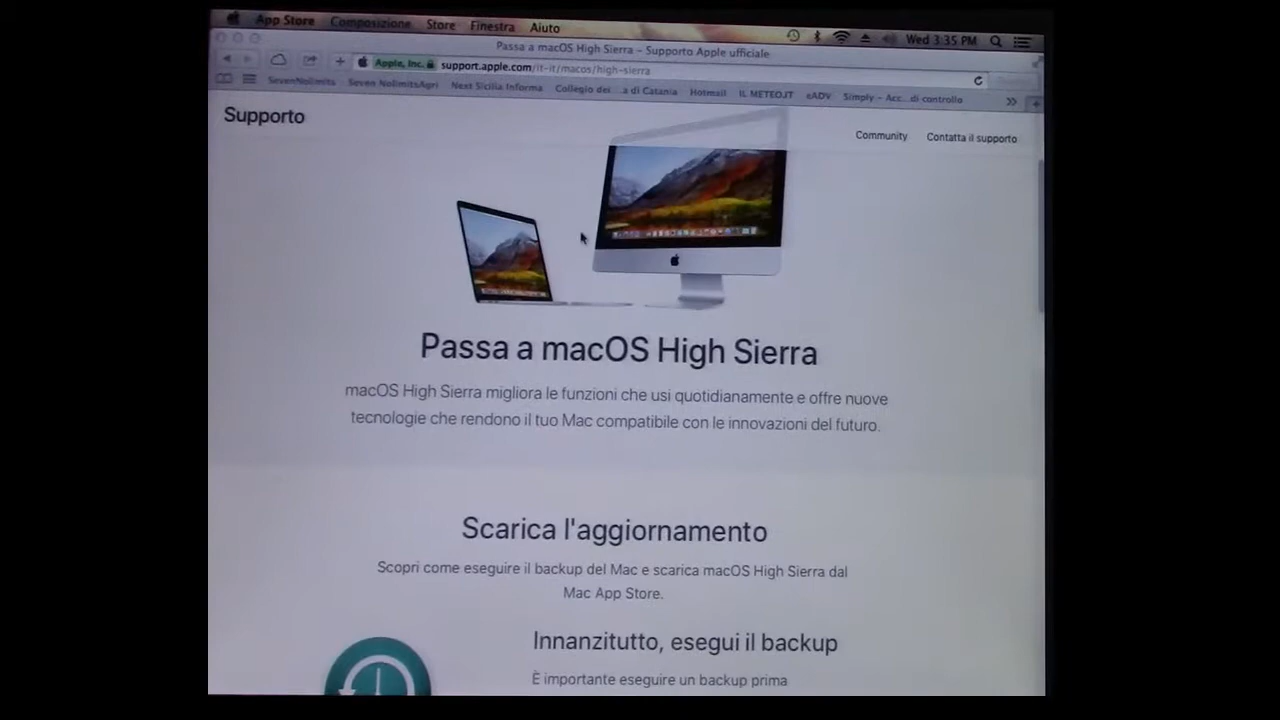 App Store Composizione Store Finestra Aiuto Wed 3:35 PM
Passa a macOS High Sierra – Supporto Apple ufficiale
Apple, Inc. support.apple.com/it-it/macos/high-sierra
SevenNolimits Seven NolimitsAgri Next Sicilia Informa Collegio dei ...a di Catania Hotmail IL METEO.IT eADV Simply – Acc...di controllo
Supporto
Community Contatta il supporto
Passa a macOS High Sierra
macOS High Sierra migliora le funzioni che usi quotidianamente e offre nuove
tecnologie che rendono il tuo Mac compatibile con le innovazioni del futuro.
Scarica l'aggiornamento
Scopri come eseguire il backup del Mac e scarica macOS High Sierra dal
Mac App Store.
Innanzitutto, esegui il backup
È importante eseguire un backup prima